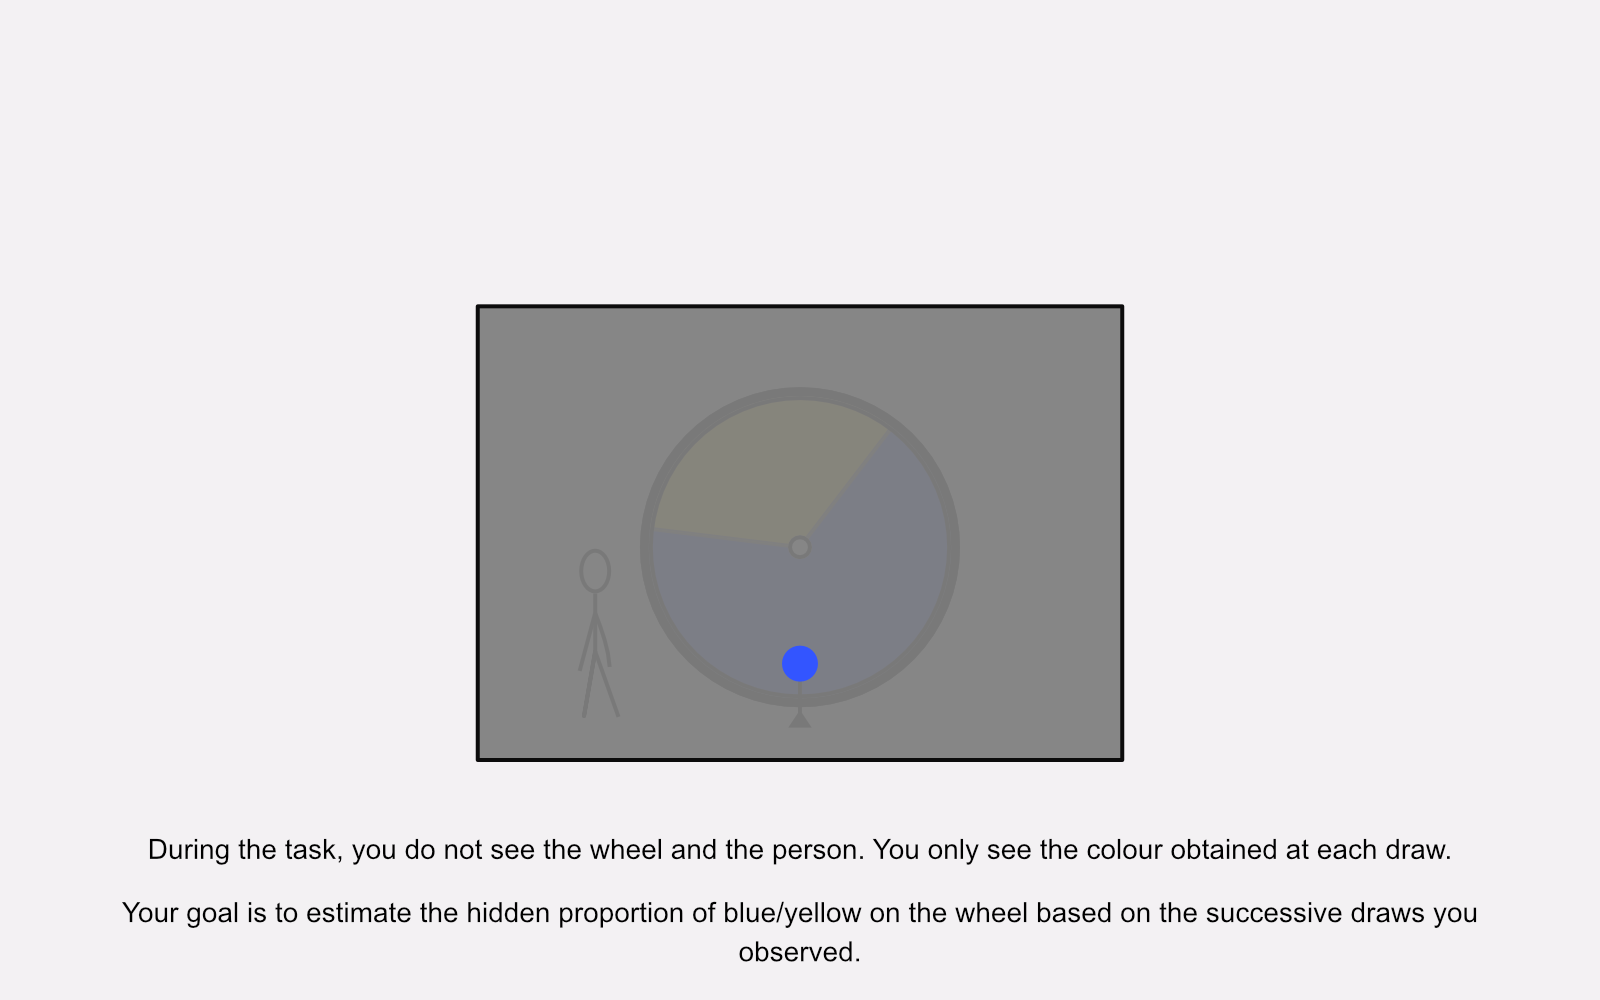 During the task, you do not see the wheel and the person. You only see the colour obtained at each draw.
Your goal is to estimate the hidden proportion of blue/yellow on the wheel based on the successive draws you
observed.